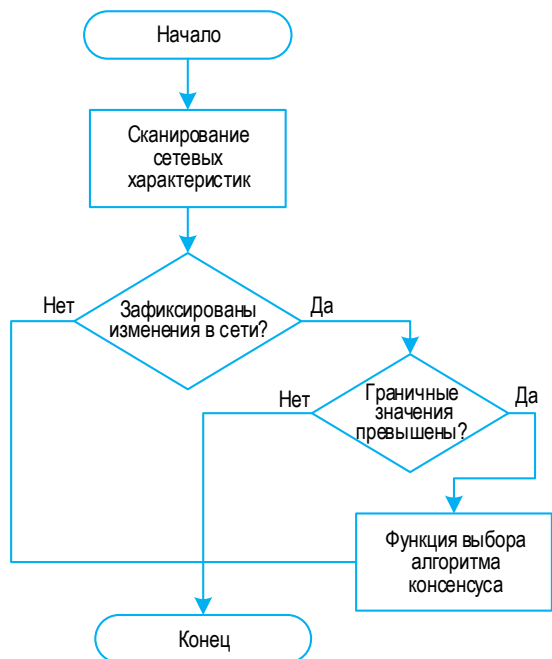 Начало
Сканирование
сетевых
характеристик
Нет
Зафиксированы
изменения в сети?
Да
Нет
Граничные
значения
превышены?
Да
Функция выбора
алгоритма
консенсуса
Конец